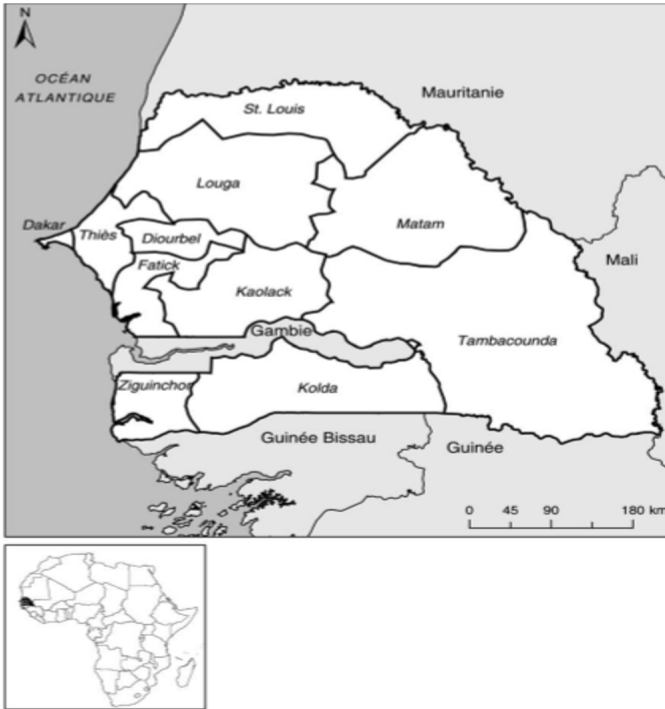 N
OCÉAN
ATLANTIQUE
Mauritanie
St. Louis
Louga
Matam
Dakar
Thiès
Diourbel
Fatick
Mali
Kaolack
Gambie
Tambacounda
Ziguinchor
Kolda
Guinée Bissau
Guinée
0 45 90 180 km